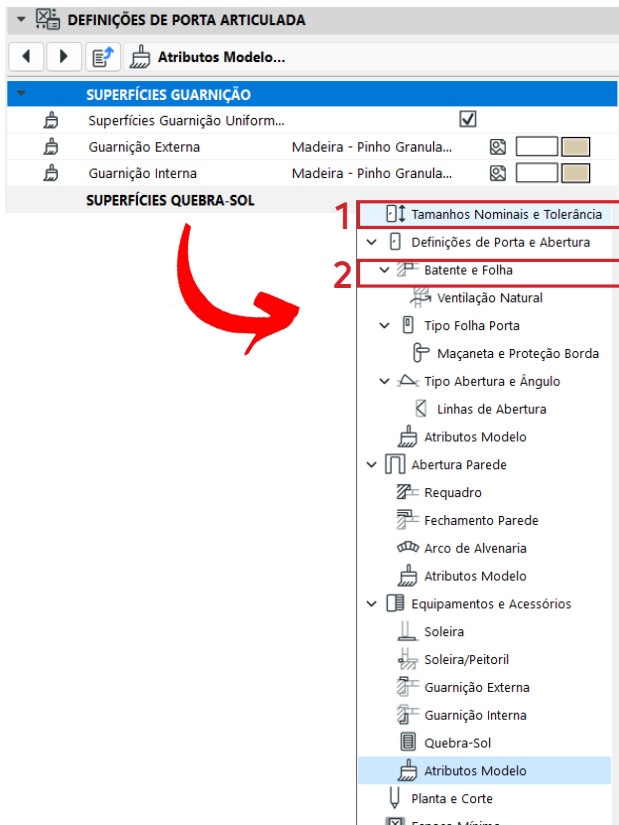 DEFINIÇÕES DE PORTA ARTICULADA
Atributos Modelo...
SUPERFÍCIES GUARNIÇÃO
Superfícies Guarnição Uniform...
Guarnição Externa Madeira - Pinho Granula...
Guarnição Interna Madeira - Pinho Granula...
SUPERFÍCIES QUEBRA-SOL
1 Tamanhos Nominais e Tolerância
Definições de Porta e Abertura
2 Batente e Folha
Ventilação Natural
Tipo Folha Porta
Maçaneta e Proteção Borda
Tipo Abertura e Ângulo
Linhas de Abertura
Atributos Modelo
Abertura Parede
Requadro
Fechamento Parede
Arco de Alvenaria
Atributos Modelo
Equipamentos e Acessórios
Soleira
Soleira/Peitoril
Guarnição Externa
Guarnição Interna
Quebra-Sol
Atributos Modelo
Planta e Corte
Espaço Mínimo